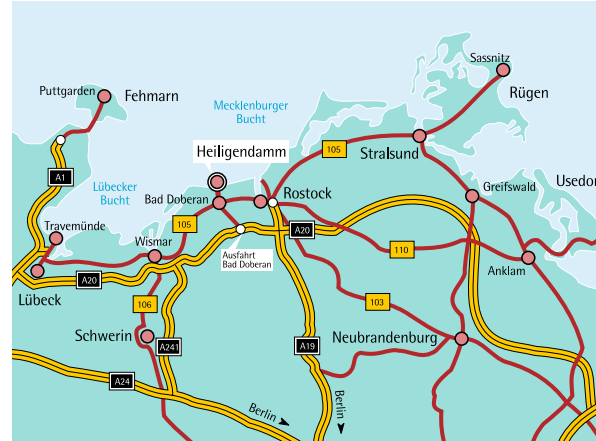 Sassnitz
Puttgarden
Fehmarn
Rügen
Mecklenburger
Bucht
Heiligendamm
105
Stralsund
A1
Lübecker
Bucht
Bad Doberan
Rostock
Greifswald
Usedo
Travemünde
105
A20
Wismar
110
Ausfahrt
Bad Doberan
Anklam
Lübeck
A20
106
103
Schwerin
A241
A19
Neubrandenburg
A24
Berlin
Berlin